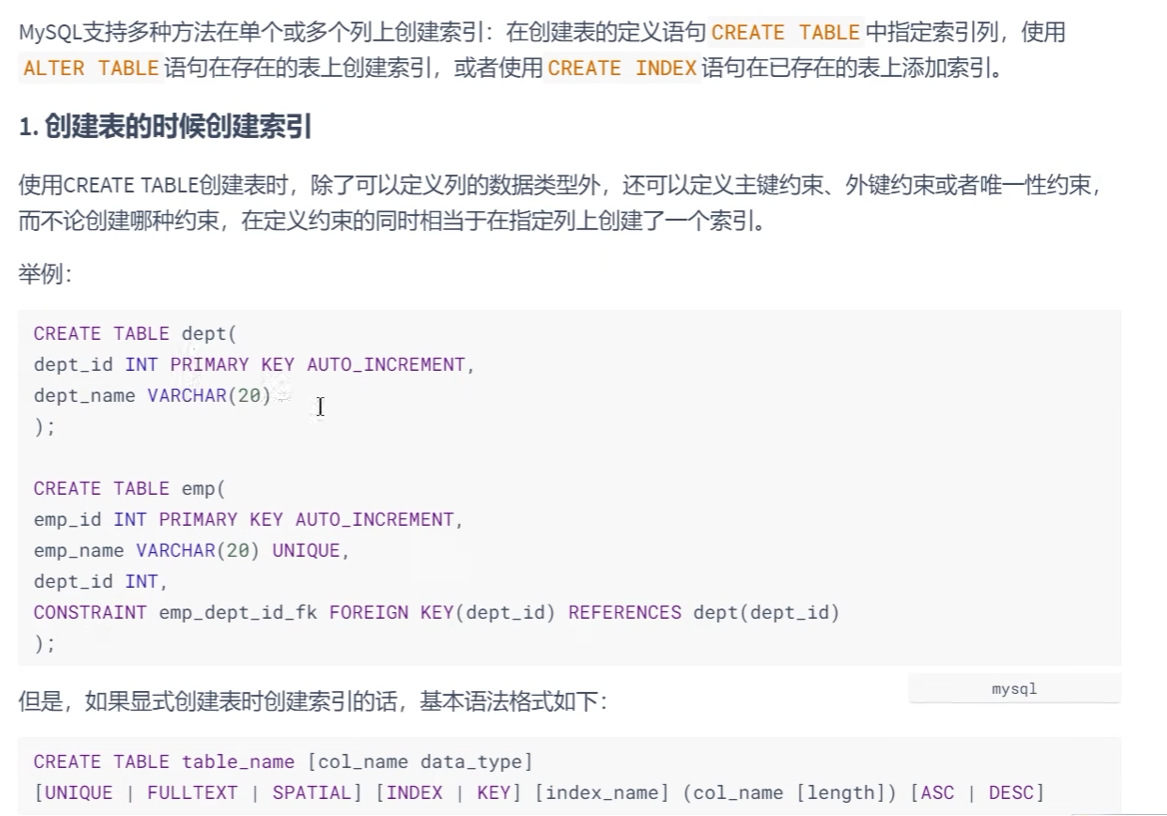 MySQL支持多种方法在单个或多个列上创建索引：在创建表的定义语句 CREATE TABLE 中指定索引列，使用
ALTER TABLE 语句在存在的表上创建索引，或者使用 CREATE INDEX 语句在已存在的表上添加索引。
1. 创建表的时候创建索引
使用CREATE TABLE创建表时，除了可以定义列的数据类型外，还可以定义主键约束、外键约束或者唯一性约束，
而不论创建哪种约束，在定义约束的同时相当于在指定列上创建了一个索引。
举例：
CREATE TABLE dept(
dept_id INT PRIMARY KEY AUTO_INCREMENT,
dept_name VARCHAR(20)
);
CREATE TABLE emp(
emp_id INT PRIMARY KEY AUTO_INCREMENT,
emp_name VARCHAR(20) UNIQUE,
dept_id INT,
CONSTRAINT emp_dept_id_fk FOREIGN KEY(dept_id) REFERENCES dept(dept_id)
);
mysql
但是，如果显式创建表时创建索引的话，基本语法格式如下：
CREATE TABLE table_name [col_name data_type]
[UNIQUE | FULLTEXT | SPATIAL] [INDEX | KEY] [index_name] (col_name [length]) [ASC | DESC]